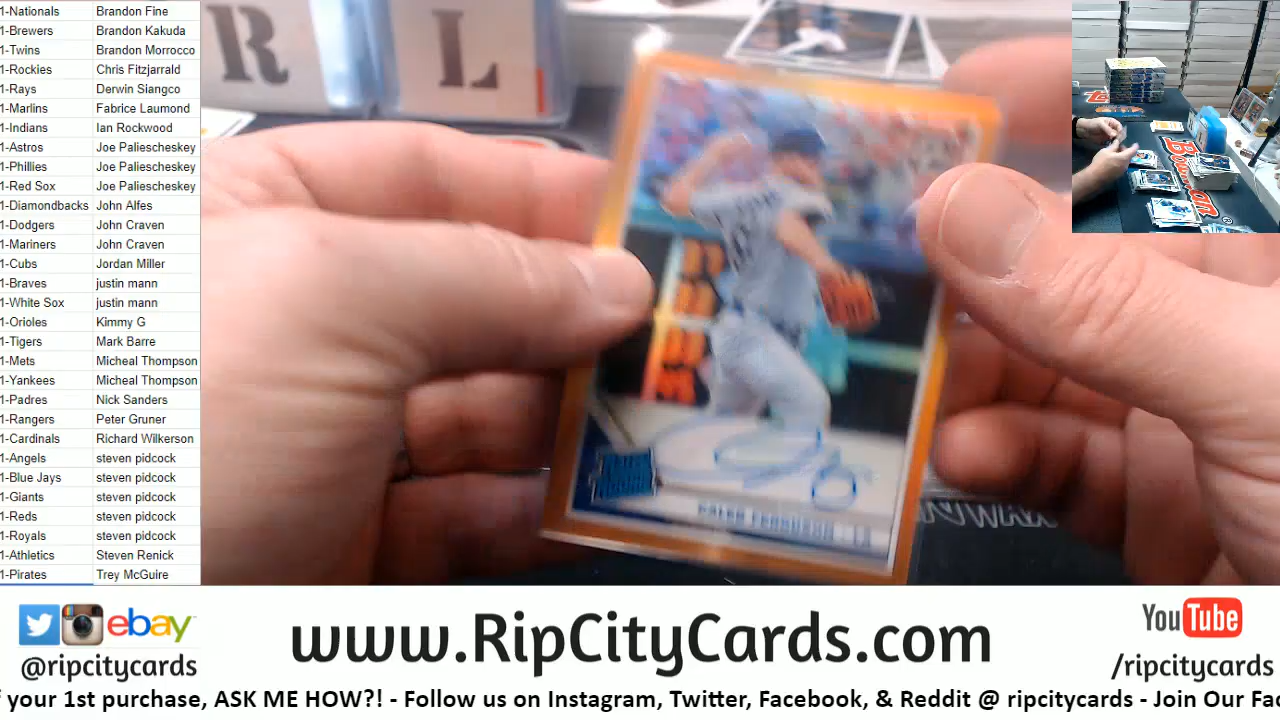 1-Nationals Brandon Fine
1-Brewers Brandon Kakuda
1-Twins Brandon Morrocco
1-Rockies Chris Fitzjarrald
1-Rays Derwin Siangco
1-Marlins Fabrice Laumond
1-Indians Ian Rockwood
1-Astros Joe Paliescheskey
1-Phillies Joe Paliescheskey
1-Red Sox Joe Paliescheskey
1-Diamondbacks John Alfes
1-Dodgers John Craven
1-Mariners John Craven
1-Cubs Jordan Miller
1-Braves justin mann
1-White Sox justin mann
1-Orioles Kimmy G
1-Tigers Mark Barre
1-Mets Micheal Thompson
1-Yankees Micheal Thompson
1-Padres Nick Sanders
1-Rangers Peter Gruner
1-Cardinals Richard Wilkerson
1-Angels steven pidcock
1-Blue Jays steven pidcock
1-Giants steven pidcock
1-Reds steven pidcock
1-Royals steven pidcock
1-Athletics Steven Renick
1-Pirates Trey McGuire
R L
Bowman
CALEB FERGUSON
ebay
@ripcitycards
www.RipCityCards.com
YouTube
/ripcitycards
f your 1st purchase, ASK ME HOW?! - Follow us on Instagram, Twitter, Facebook, & Reddit @ ripcitycards - Join Our Fac